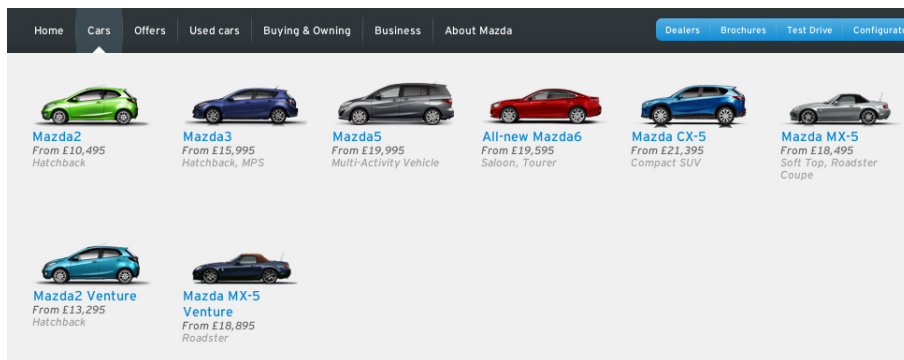 Home Cars Offers Used cars Buying & Owning Business About Mazda Dealers Brochures Test Drive
Mazda2
From £10,495
Hatchback
Mazda3
From £15,995
Hatchback, MPS
Mazda5
From £19,995
Multi-Activity Vehicle
All-new Mazda6
From £19,595
Saloon, Tourer
Mazda CX-5
From £21,395
Compact SUV
Mazda MX-5
From £18,495
Soft Top, Roadster
Coupe
Mazda2 Venture
From £13,295
Hatchback
Mazda MX-5
Venture
From £18,895
Roadster